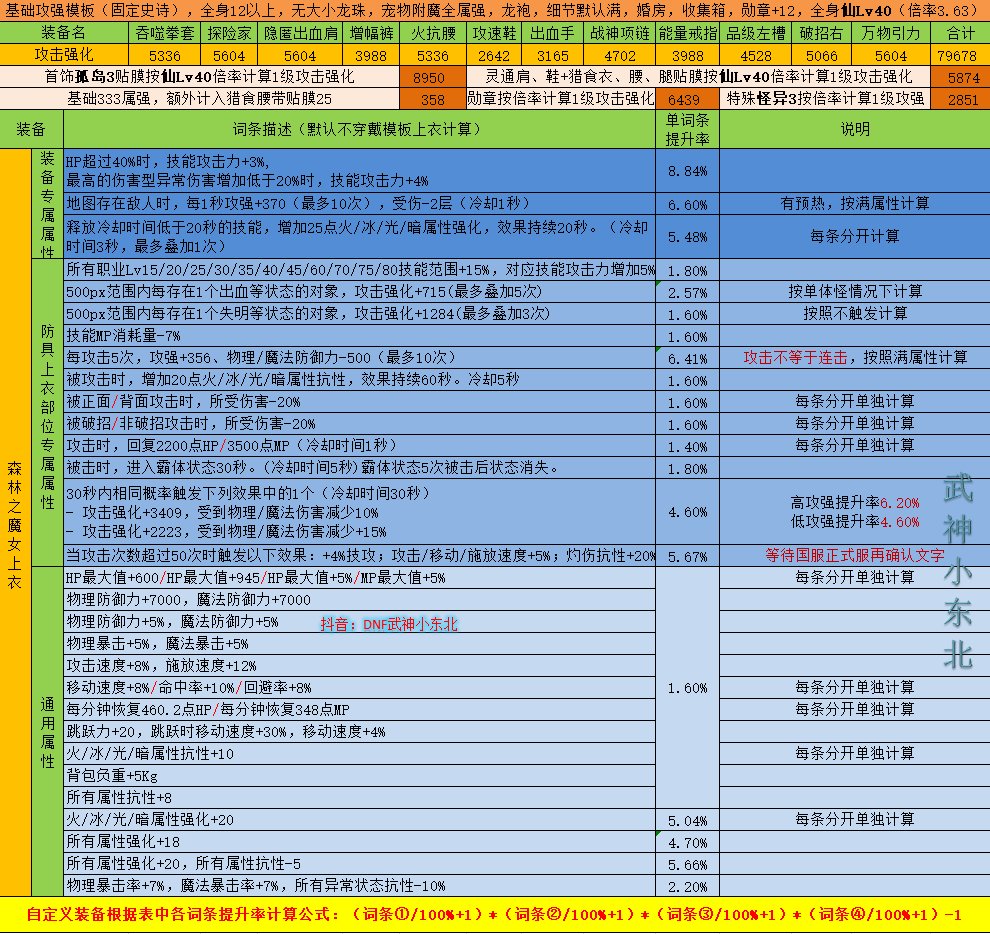 基础攻强模板（固定史诗），全身12以上，无大小龙珠，宠物附魔全属强，龙袍，细节默认满，婚房，收集箱，勋章+12，全身仙Lv40（倍率3.63）
装备名 吞噬拳套 探险家 隐匿出血肩 增幅裤 火抗腰 攻速鞋 出血手 战神项链 能量戒指 品级左槽 破招右 万物引力 合计
攻击强化 5336 5604 5604 3988 5336 2642 3165 4702 3988 4528 5066 5604 79678
首饰孤岛3贴膜按仙Lv40倍率计算1级攻击强化 8950 灵通肩、鞋+猎食衣、腰、腿贴膜按仙Lv40倍率计算1级攻击强化 5874
基础333属强，额外计入猎食腰带贴膜25 358 勋章按倍率计算1级攻击强化 6439 特殊怪异3按倍率计算1级攻强 2851
装备 词条描述（默认不穿戴模板上衣计算） 单词条
提升率 说明
森林之魔女上衣
装备专属属性
HP超过40%时，技能攻击力+3%,
最高的伤害型异常伤害增加低于20%时，技能攻击力+4% 8.84%
地图存在敌人时，每1秒攻强+370（最多10次），受伤-2层（冷却1秒） 6.60% 有预热，按满属性计算
释放冷却时间低于20秒的技能，增加25点火/冰/光/暗属性强化，效果持续20秒。（冷却
时间3秒，最多叠加1次） 5.48% 每条分开计算
防具上衣部位专属属性
所有职业Lv15/20/25/30/35/40/45/60/70/75/80技能范围+15%，对应技能攻击力增加5% 1.80%
500px范围内每存在1个出血等状态的对象，攻击强化+715(最多叠加5次) 2.57% 按单体怪情况下计算
500px范围内每存在1个失明等状态的对象，攻击强化+1284(最多叠加3次) 1.60% 按照不触发计算
技能MP消耗量-7% 1.60%
每攻击5次，攻强+356、物理/魔法防御力-500（最多10次） 6.41% 攻击不等于连击，按照满属性计算
被攻击时，增加20点火/冰/光/暗属性抗性，效果持续60秒。冷却5秒 1.60%
被正面/背面攻击时，所受伤害-20% 1.60% 每条分开单独计算
被破招/非破招攻击时，所受伤害-20% 1.60% 每条分开单独计算
攻击时，回复2200点HP/3500点MP（冷却时间1秒） 1.40% 每条分开单独计算
被击时，进入霸体状态30秒。(冷却时间5秒)霸体状态5次被击后状态消失。 1.80%
30秒内相同概率触发下列效果中的1个（冷却时间30秒）
- 攻击强化+3409，受到物理/魔法伤害减少10%
- 攻击强化+2223，受到物理/魔法伤害减少+15% 4.60% 高攻强提升率6.20%
低攻强提升率4.60%
当攻击次数超过50次时触发以下效果：+4%技攻；攻击/移动/施放速度+5%；灼伤抗性+20% 5.67% 等待国服正式服再确认文字
通用属性
HP最大值+600/HP最大值+945/HP最大值+5%/MP最大值+5% 每条分开单独计算
物理防御力+7000，魔法防御力+7000
物理防御力+5%，魔法防御力+5% 抖音：DNF武神小东北
物理暴击+5%，魔法暴击+5%
攻击速度+8%，施放速度+12%
移动速度+8%/命中率+10%/回避率+8% 1.60% 每条分开单独计算
每分钟恢复460.2点HP/每分钟恢复348点MP 每条分开单独计算
跳跃力+20，跳跃时移动速度+30%，移动速度+4%
火/冰/光/暗属性抗性+10 每条分开单独计算
背包负重+5Kg
所有属性抗性+8
火/冰/光/暗属性强化+20 5.04% 每条分开单独计算
所有属性强化+18 4.70%
所有属性强化+20，所有属性抗性-5 5.66%
物理暴击率+7%，魔法暴击率+7%，所有异常状态抗性-10% 2.20%
武神小东北
自定义装备根据表中各词条提升率计算公式：（词条①/100%+1）*（词条②/100%+1）*（词条③/100%+1）*（词条④/100%+1）-1